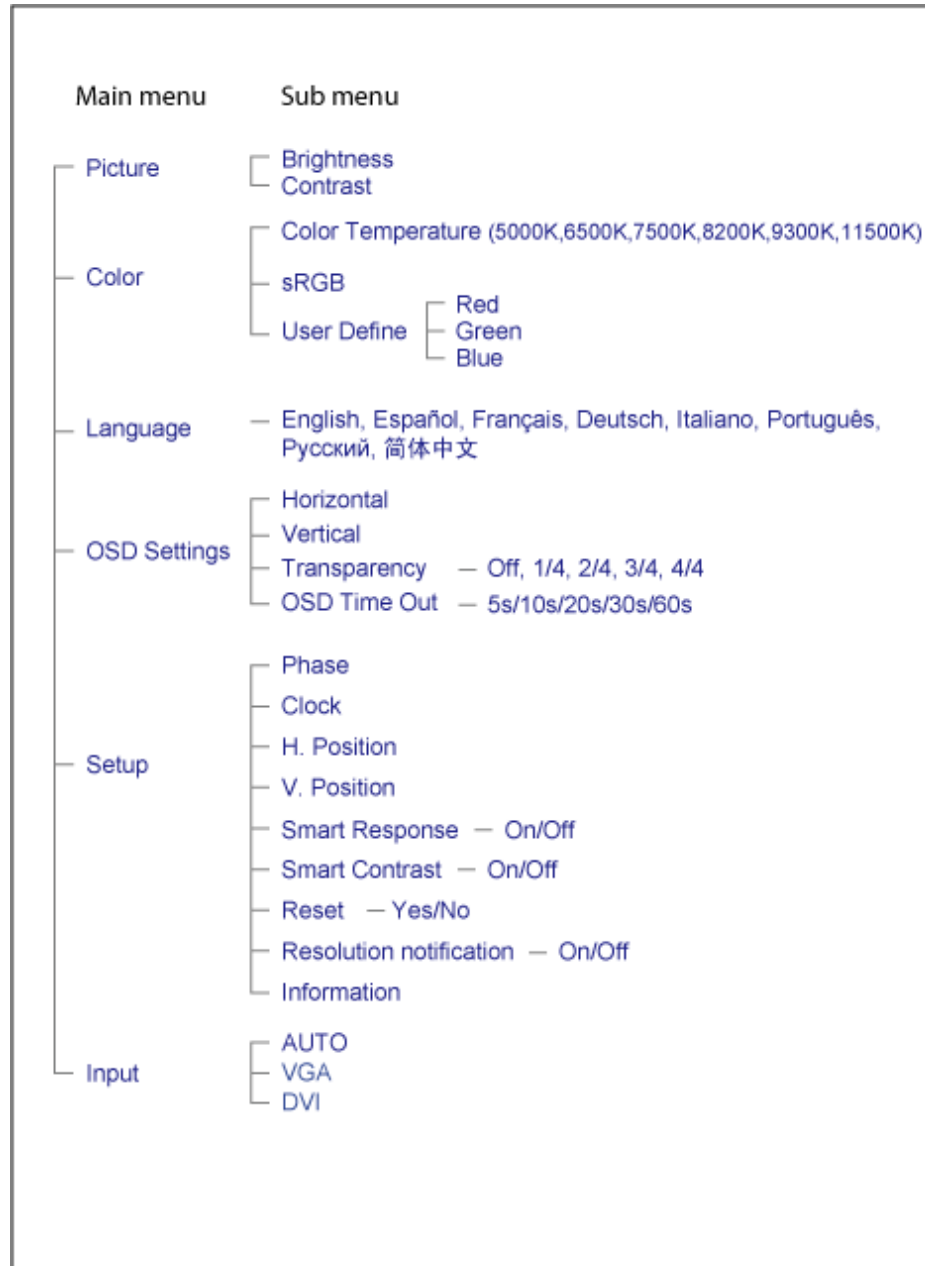 Main menu Sub menu
Picture Brightness
Contrast
Color Color Temperature (5000K,6500K,7500K,8200K,9300K,11500K)
sRGB
User Define Red
Green
Blue
Language English, Español, Français, Deutsch, Italiano, Português,
Русский, 简体中文
OSD Settings Horizontal
Vertical
Transparency — Off, 1/4, 2/4, 3/4, 4/4
OSD Time Out — 5s/10s/20s/30s/60s
Setup Phase
Clock
H. Position
V. Position
Smart Response — On/Off
Smart Contrast — On/Off
Reset — Yes/No
Resolution notification — On/Off
Information
Input AUTO
VGA
DVI